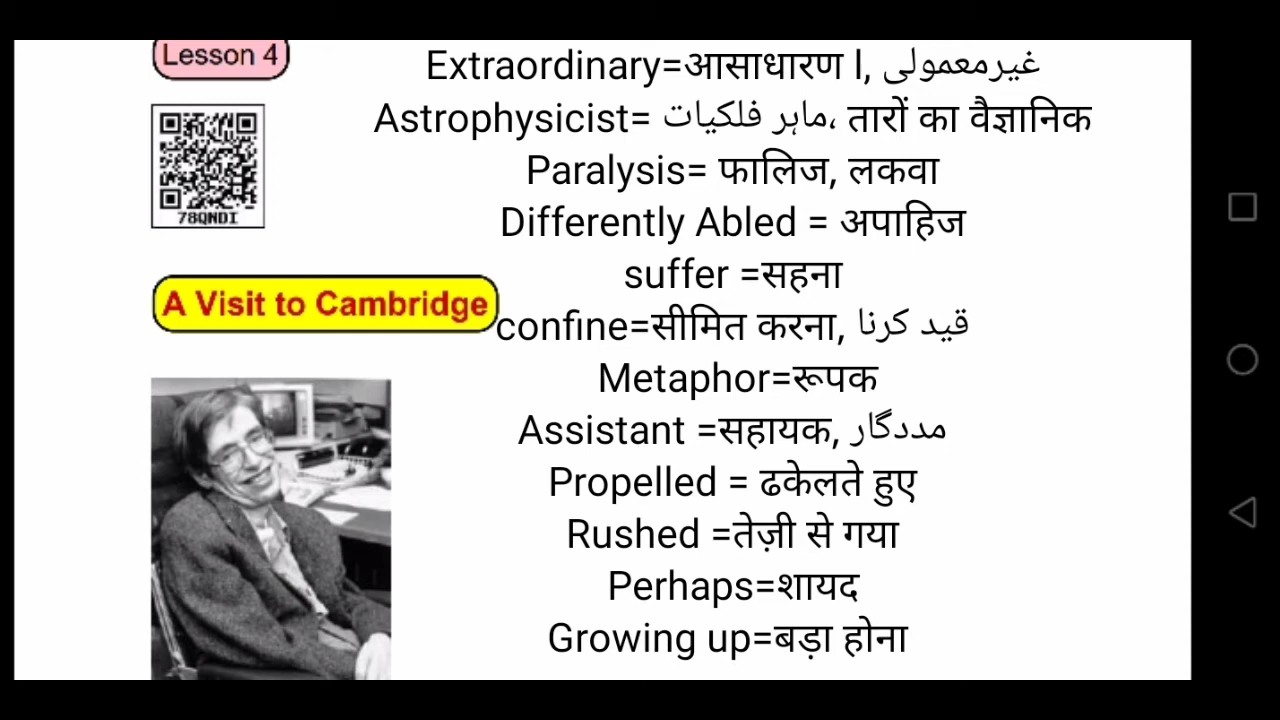 Lesson 4
78QNDI
A Visit to Cambridge
Extraordinary=आसाधारण l, غیرمعمولی
Astrophysicist= ماہر فلکیات، तारों का वैज्ञानिक
Paralysis= फालिज, लकवा
Differently Abled = अपाहिज
suffer =सहना
confine=सीमित करना, قید کرنا
Metaphor=रूपक
Assistant =सहायक, مددگار
Propelled = ढकेलते हुए
Rushed =तेज़ी से गया
Perhaps=शायद
Growing up=बड़ा होना